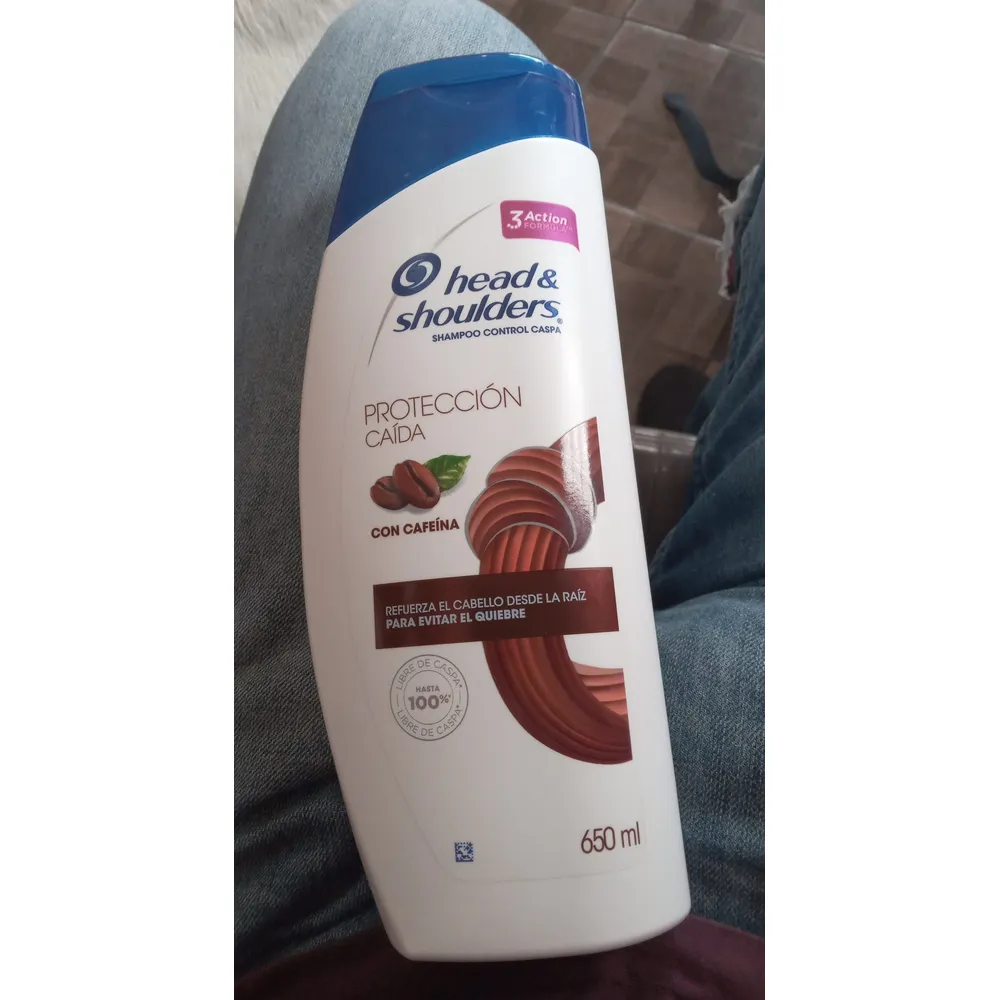 3 Action
FORMULA
head &
shoulders®
SHAMPOO CONTROL CASPA
PROTECCIÓN
CAÍDA
CON CAFEÍNA
REFUERZA EL CABELLO DESDE LA RAÍZ
PARA EVITAR EL QUIEBRE
LIBRE DE CASPA*
HASTA
100%*
LIBRE DE CASPA*
650 ml